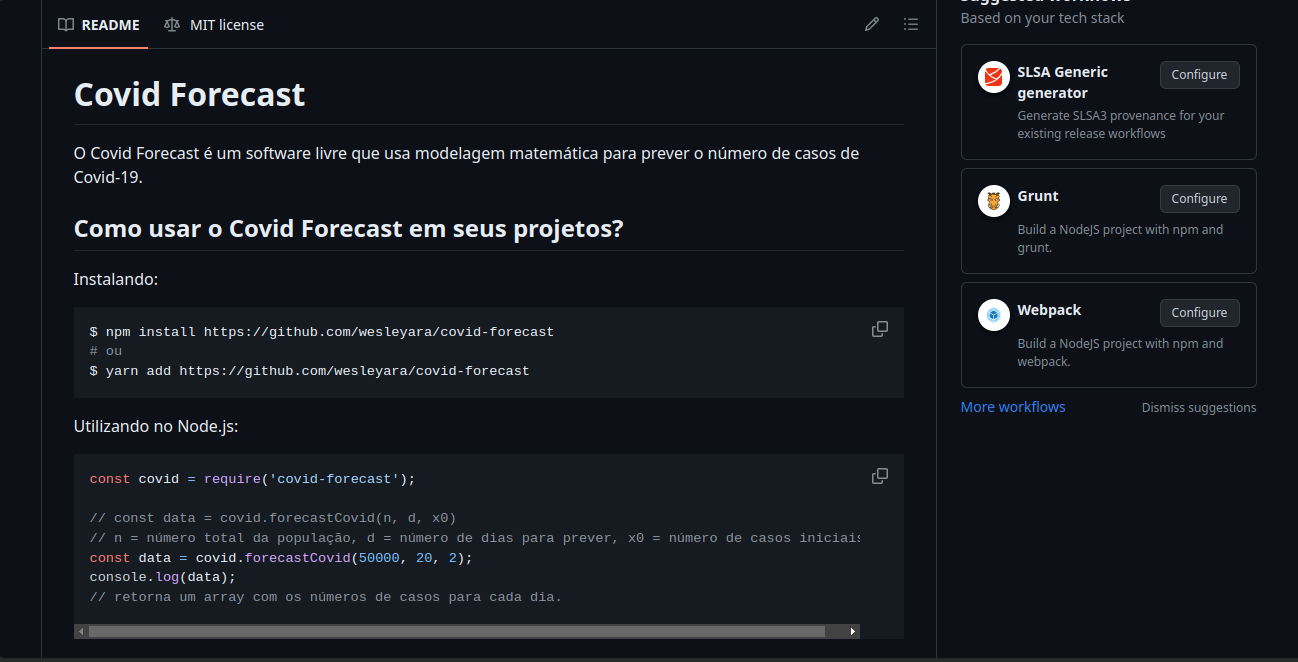 README
MIT license
Covid Forecast
O Covid Forecast é um software livre que usa modelagem matemática para prever o número de casos de
Covid-19.
Como usar o Covid Forecast em seus projetos?
Instalando:
$ npm install https://github.com/wesleyara/covid-forecast
# ou
$ yarn add https://github.com/wesleyara/covid-forecast
Utilizando no Node.js:
const covid = require('covid-forecast');
// const data = covid.forecastCovid(n, d, x0)
// n = número total da população, d = número de dias para prever, x0 = número de casos iniciais
const data = covid.forecastCovid(50000, 20, 2);
console.log(data);
// retorna um array com os números de casos para cada dia.
Suggested workflows
Based on your tech stack
SLSA Generic
generator
Configure
Generate SLSA3 provenance for your
existing release workflows
Grunt
Configure
Build a NodeJS project with npm and
grunt.
Webpack
Configure
Build a NodeJS project with npm and
webpack.
More workflows
Dismiss suggestions